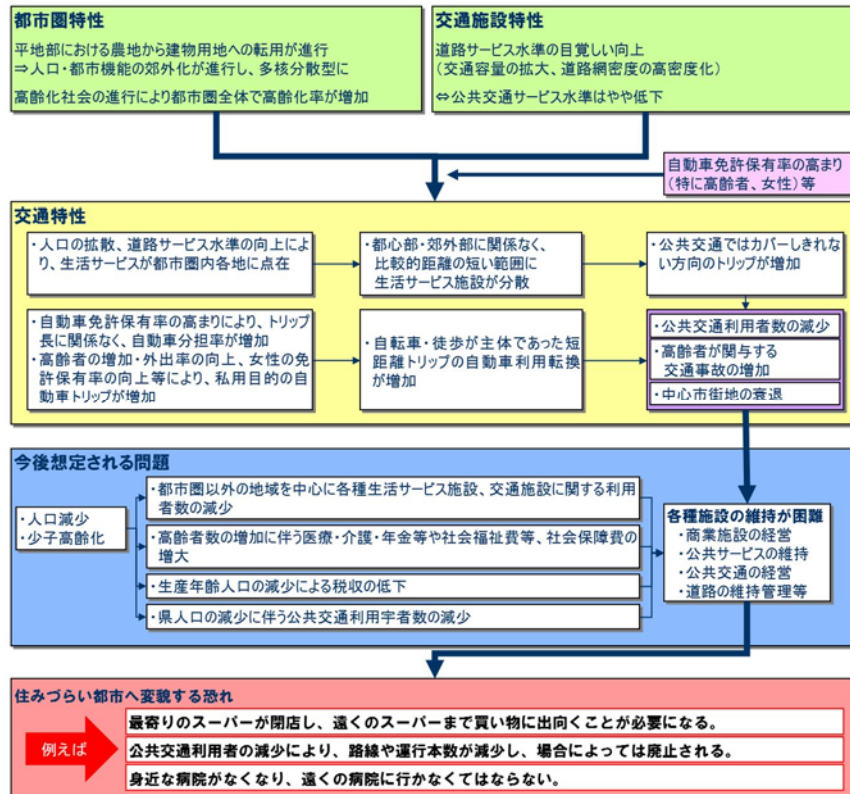 都市圏特性
平地部における農地から建物用地への転用が進行
⇒人口・都市機能の郊外化が進行し、多核分散型に
高齢化社会の進行により都市圏全体で高齢化率が増加
交通施設特性
道路サービス水準の目覚しい向上
（交通容量の拡大、道路網密度の高密度化）
⇔公共交通サービス水準はやや低下
自動車免許保有率の高まり
（特に高齢者、女性）等
交通特性
・人口の拡散、道路サービス水準の向上によ
り、生活サービスが都市圏内各地に点在
・都心部・郊外部に関係なく、
比較的距離の短い範囲に
生活サービス施設が分散
・公共交通ではカバーしきれな
い方向のトリップが増加
・自動車免許保有率の高まりにより、トリップ
長に関係なく、自動車分担率が増加
・高齢者の増加・外出率の向上、女性の免
許保有率の向上等により、私用目的の自
動車トリップが増加
・自転車・徒歩が主体であった短
距離トリップの自動車利用転換
が増加
・公共交通利用者数の減少
・高齢者が関与する
交通事故の増加
・中心市街地の衰退
今後想定される問題
・人口減少
・少子高齢化
・都市圏以外の地域を中心に各種生活サービス施設、交通施設に関する利用
者数の減少
・高齢者数の増加に伴う医療・介護・年金等や社会福祉費等、社会保障費の
増大
・生産年齢人口の減少による税収の低下
・県人口の減少に伴う公共交通利用宇者数の減少
各種施設の維持が困難
・商業施設の経営
・公共サービスの維持
・公共交通の経営
・道路の維持管理等
住みづらい都市へ変貌する恐れ
例えば
最寄りのスーパーが閉店し、遠くのスーパーまで買い物に出向くことが必要になる。
公共交通利用者の減少により、路線や運行本数が減少し、場合によっては廃止される。
身近な病院がなくなり、遠くの病院に行かなくてはならない。